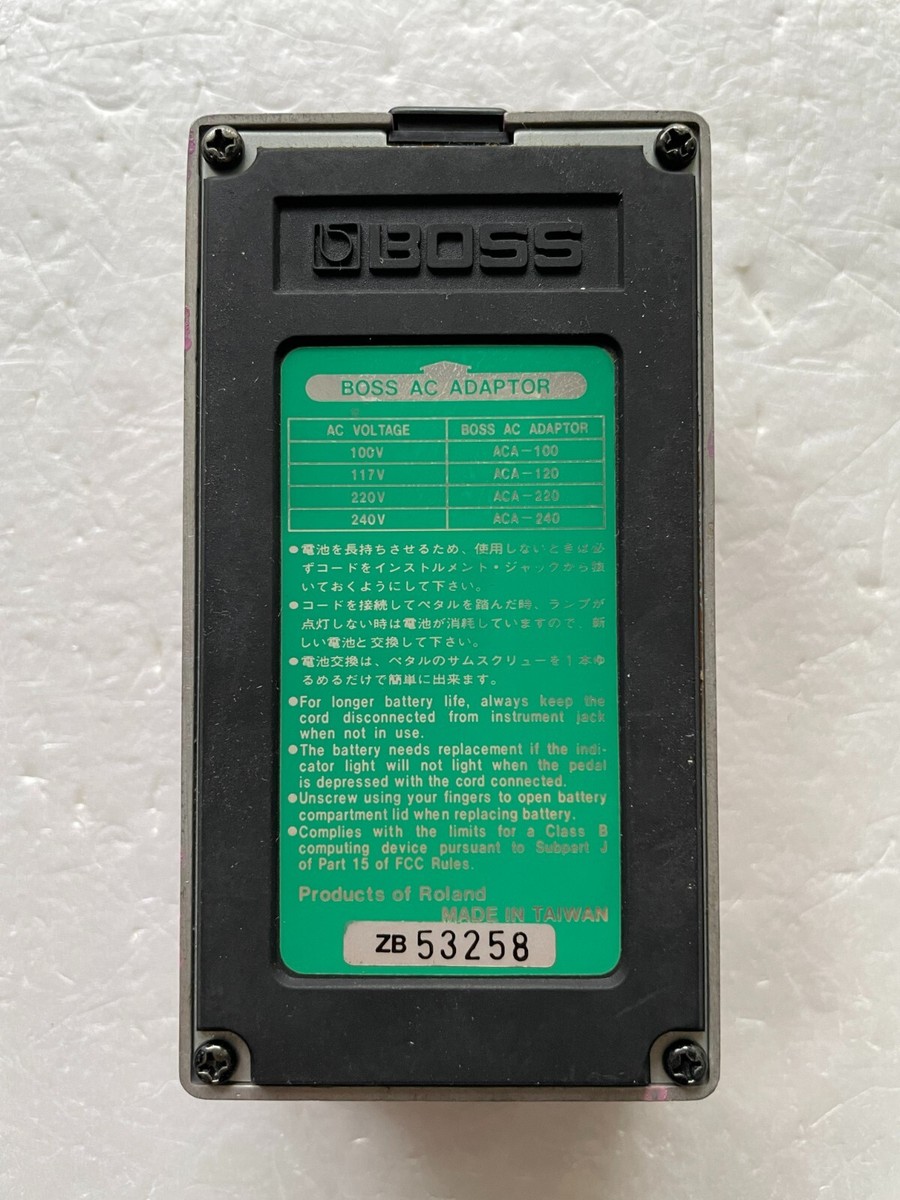 BOSS
BOSS AC ADAPTOR
AC VOLTAGE BOSS AC ADAPTOR
100V ACA-100
117V ACA-120
220V ACA-220
240V ACA-240
●電池を長持ちさせるため、使用しないときは必
ずコードをインストルメント・ジャックから抜
いておくようにして下さい。
●コードを接続してペダルを踏んだ時、ランプが
点灯しない時は電池が消耗していますので、新
しい電池と交換して下さい。
●電池交換は、ペダルのサムスクリューを1本ゆ
るめるだけで簡単に出来ます。
●For longer battery life, always keep the
cord disconnected from instrument jack
when not in use.
●The battery needs replacement if the indi-
cator light will not light when the pedal
is depressed with the cord connected.
●Unscrew using your fingers to open battery
compartment lid when replacing battery.
●Complies with the limits for a Class B
computing device pursuant to Subpart J
of Part 15 of FCC Rules.
Products of Roland
MADE IN TAIWAN
ZB 53258